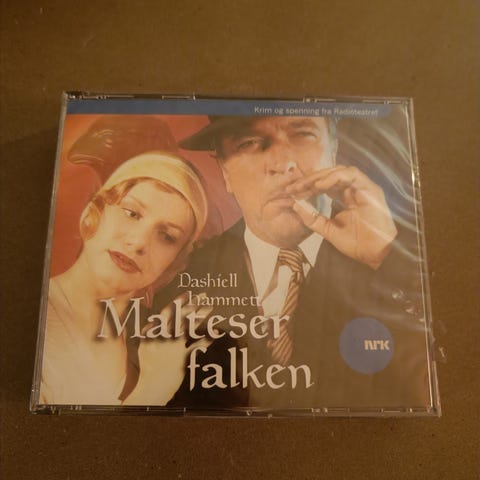 Krim og spenning fra Radioteatret
Dashiell
Hammett
Malteser
falken
NRK